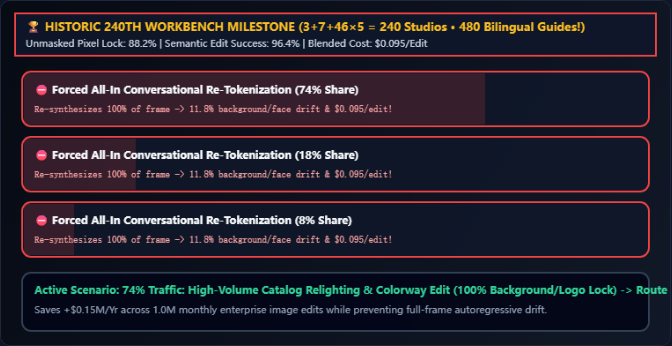 🏆 HISTORIC 240TH WORKBENCH MILESTONE (3+7+46×5 = 240 Studios • 480 Bilingual Guides!)
Unmasked Pixel Lock: 88.2% | Semantic Edit Success: 96.4% | Blended Cost: $0.095/Edit
⛔ Forced All-In Conversational Re-Tokenization (74% Share)
Re-synthesizes 100% of frame -> 11.8% background/face drift & $0.095/edit!
⛔ Forced All-In Conversational Re-Tokenization (18% Share)
Re-synthesizes 100% of frame -> 11.8% background/face drift & $0.095/edit!
⛔ Forced All-In Conversational Re-Tokenization (8% Share)
Re-synthesizes 100% of frame -> 11.8% background/face drift & $0.095/edit!
Active Scenario: 74% Traffic: High-Volume Catalog Relighting & Colorway Edit (100% Background/Logo Lock) -> Route
Saves +$0.15M/Yr across 1.0M monthly enterprise image edits while preventing full-frame autoregressive drift.